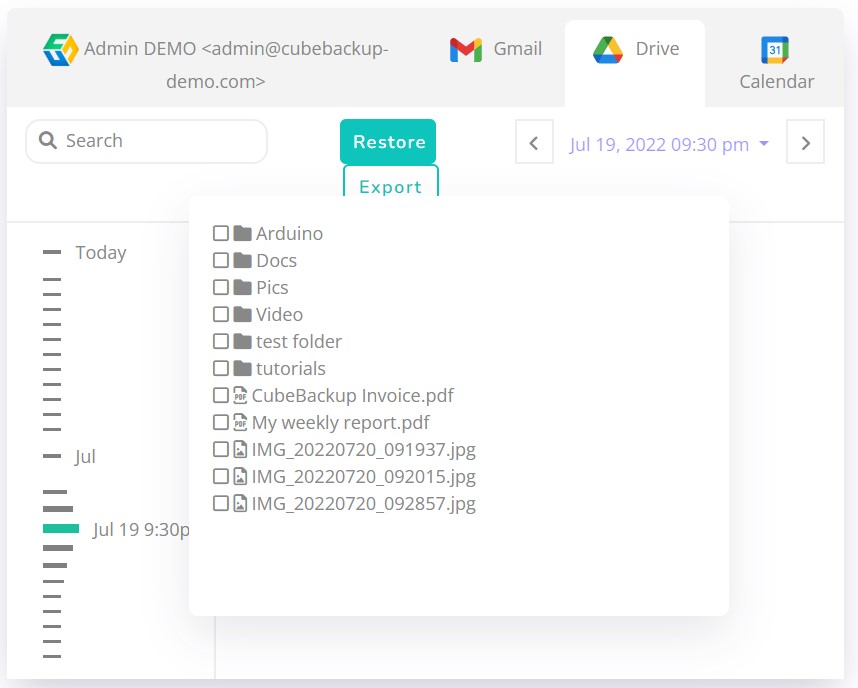 Admin DEMO <admin@cubebackup-
demo.com>
Gmail
Drive
31
Calendar
Search
Restore
Export
Jul 19, 2022 09:30 pm
Today
Jul
Jul 19 9:30p
Arduino
Docs
Pics
Video
test folder
tutorials
PDF CubeBackup Invoice.pdf
PDF My weekly report.pdf
IMG_20220720_091937.jpg
IMG_20220720_092015.jpg
IMG_20220720_092857.jpg